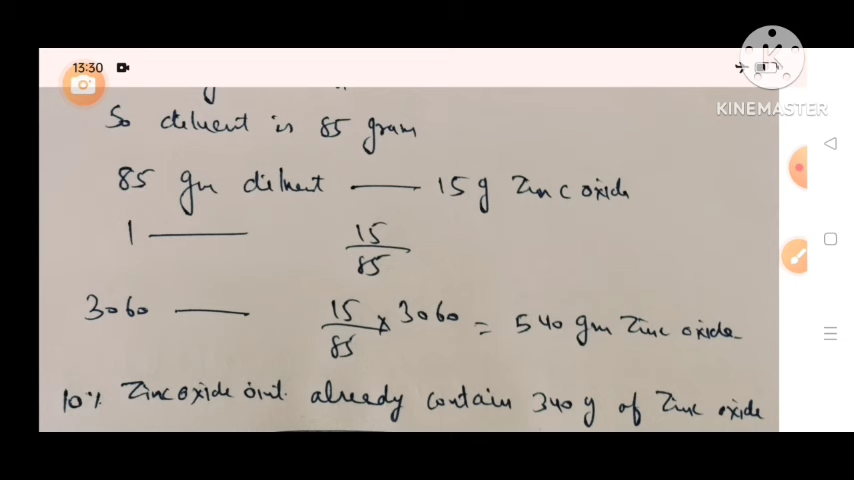 13:30
KINEMASTER
So diluent is 85 gram
85 gm diluent —— 15 g Zinc oxide
1 —— 15/85
3060 —— 15/85 × 3060 = 540 gm Zinc oxide
10% Zinc oxide oint. already contain 340 g of Zinc oxide